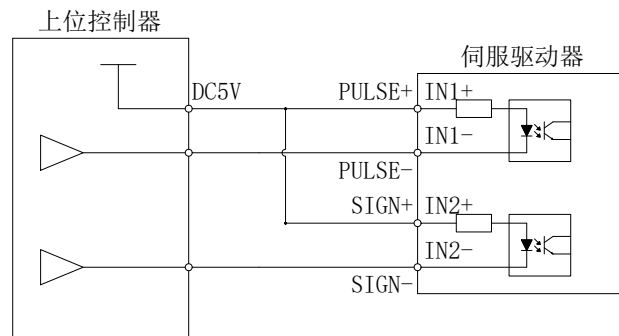 上位控制器
伺服驱动器
DC5V
PULSE+
IN1+
IN1-
PULSE-
SIGN+
IN2+
IN2-
SIGN-